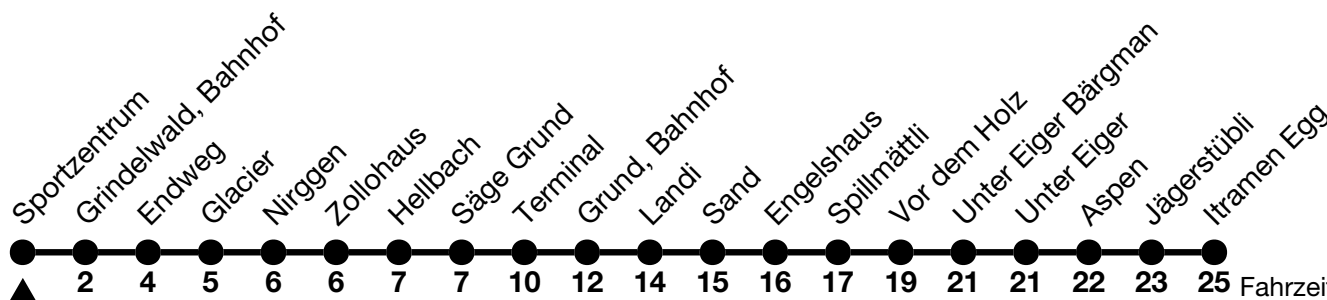 Sportzentrum
Grindelwald, Bahnhof
Endweg
Glacier
Nirggen
Zollohaus
Hellbach
Säge Grund
Terminal
Grund, Bahnhof
Landi
Sand
Engelshaus
Spillmättli
Vor dem Holz
Unter Eiger Bärgman
Unter Eiger
Aspen
Jägerstübli
Itramen Egg
2 4 5 6 6 7 7 10 12 14 15 16 17 19 21 21 22 23 25 Fahrzei